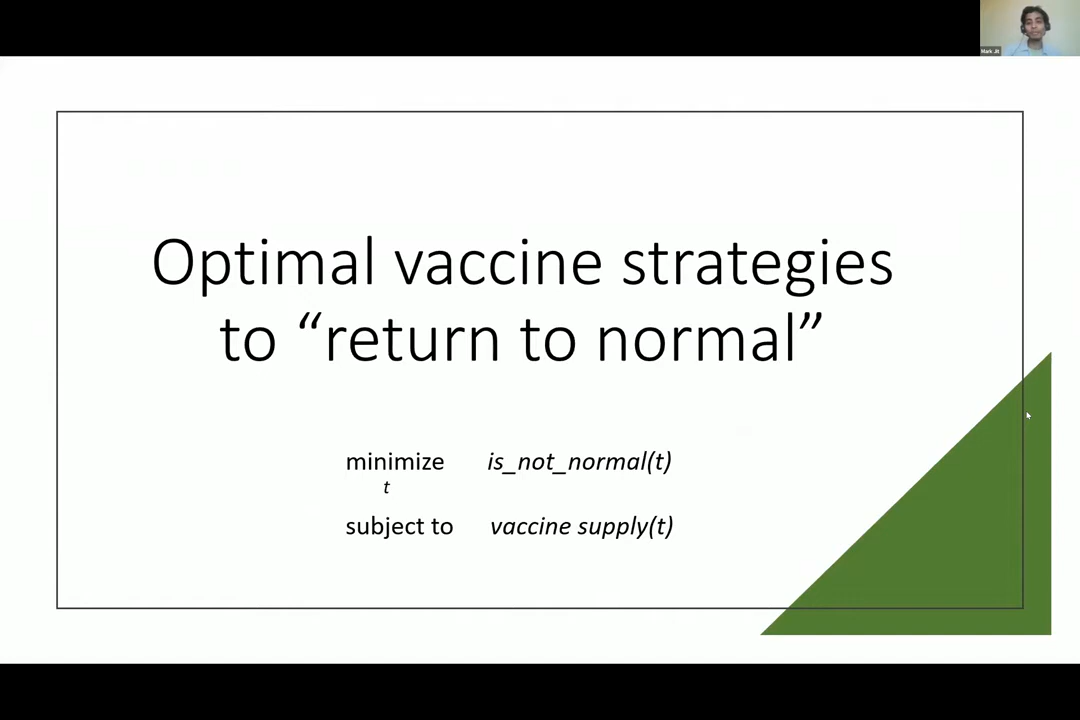 Mark Jit
Optimal vaccine strategies
to “return to normal”
minimize is_not_normal(t)
t
subject to vaccine supply(t)